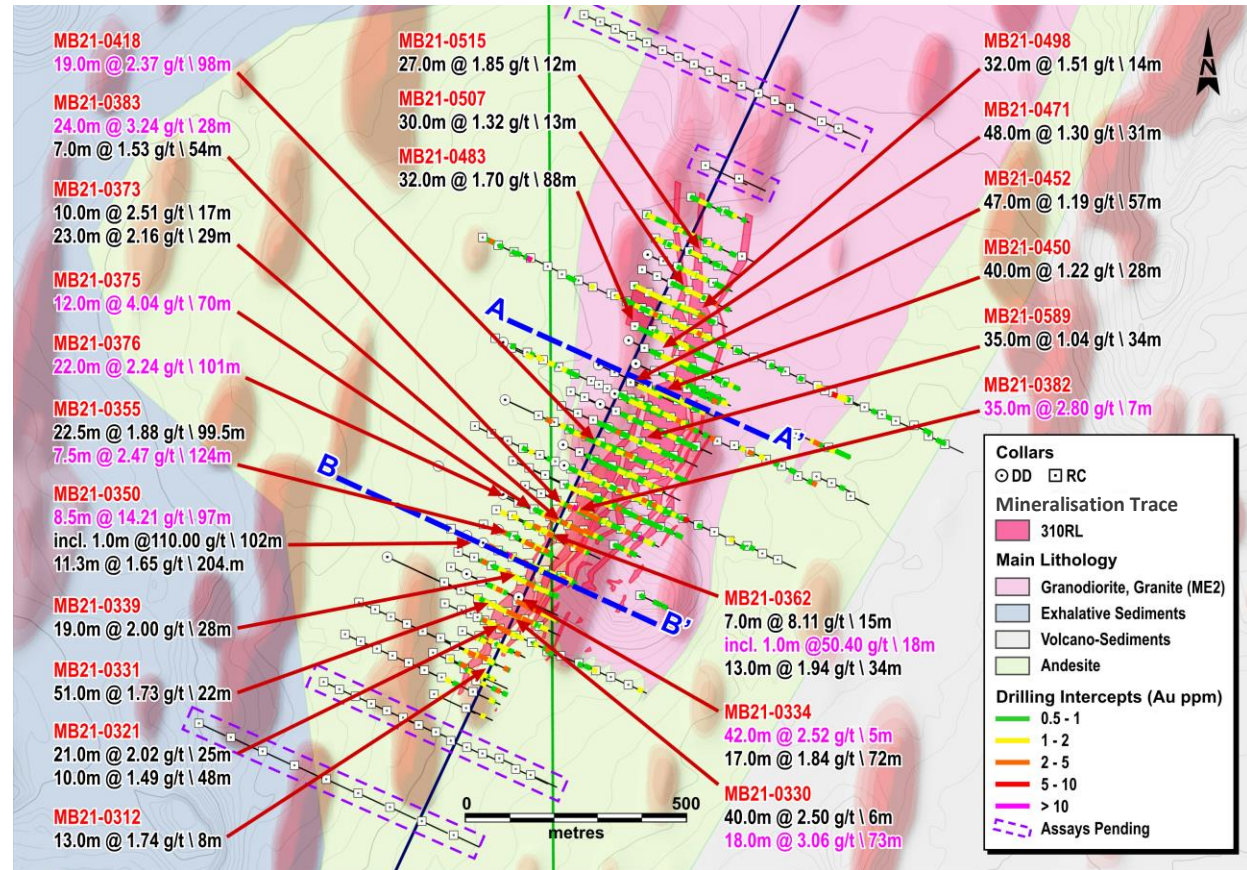 MB21-0418
19.0m @ 2.37 g/t \ 98m
MB21-0383
24.0m @ 3.24 g/t \ 28m
7.0m @ 1.53 g/t \ 54m
MB21-0373
10.0m @ 2.51 g/t \ 17m
23.0m @ 2.16 g/t \ 29m
MB21-0375
12.0m @ 4.04 g/t \ 70m
MB21-0376
22.0m @ 2.24 g/t \ 101m
MB21-0355
22.5m @ 1.88 g/t \ 99.5m
7.5m @ 2.47 g/t \ 124m
MB21-0350
8.5m @ 14.21 g/t \ 97m
incl. 1.0m @110.00 g/t \ 102m
11.3m @ 1.65 g/t \ 204.m
MB21-0339
19.0m @ 2.00 g/t \ 28m
MB21-0331
51.0m @ 1.73 g/t \ 22m
MB21-0321
21.0m @ 2.02 g/t \ 25m
10.0m @ 1.49 g/t \ 48m
MB21-0312
13.0m @ 1.74 g/t \ 8m
MB21-0515
27.0m @ 1.85 g/t \ 12m
MB21-0507
30.0m @ 1.32 g/t \ 13m
MB21-0483
32.0m @ 1.70 g/t \ 88m
A
A'
B
B'
0 500
metres
MB21-0362
7.0m @ 8.11 g/t \ 15m
incl. 1.0m @50.40 g/t \ 18m
13.0m @ 1.94 g/t \ 34m
MB21-0334
42.0m @ 2.52 g/t \ 5m
17.0m @ 1.84 g/t \ 72m
MB21-0330
40.0m @ 2.50 g/t \ 6m
18.0m @ 3.06 g/t \ 73m
MB21-0498
32.0m @ 1.51 g/t \ 14m
MB21-0471
48.0m @ 1.30 g/t \ 31m
MB21-0452
47.0m @ 1.19 g/t \ 57m
MB21-0450
40.0m @ 1.22 g/t \ 28m
MB21-0589
35.0m @ 1.04 g/t \ 34m
MB21-0382
35.0m @ 2.80 g/t \ 7m
N
Collars
DD RC
Mineralisation Trace
310RL
Main Lithology
Granodiorite, Granite (ME2)
Exhalative Sediments
Volcano-Sediments
Andesite
Drilling Intercepts (Au ppm)
0.5 - 1
1 - 2
2 - 5
5 - 10
> 10
Assays Pending